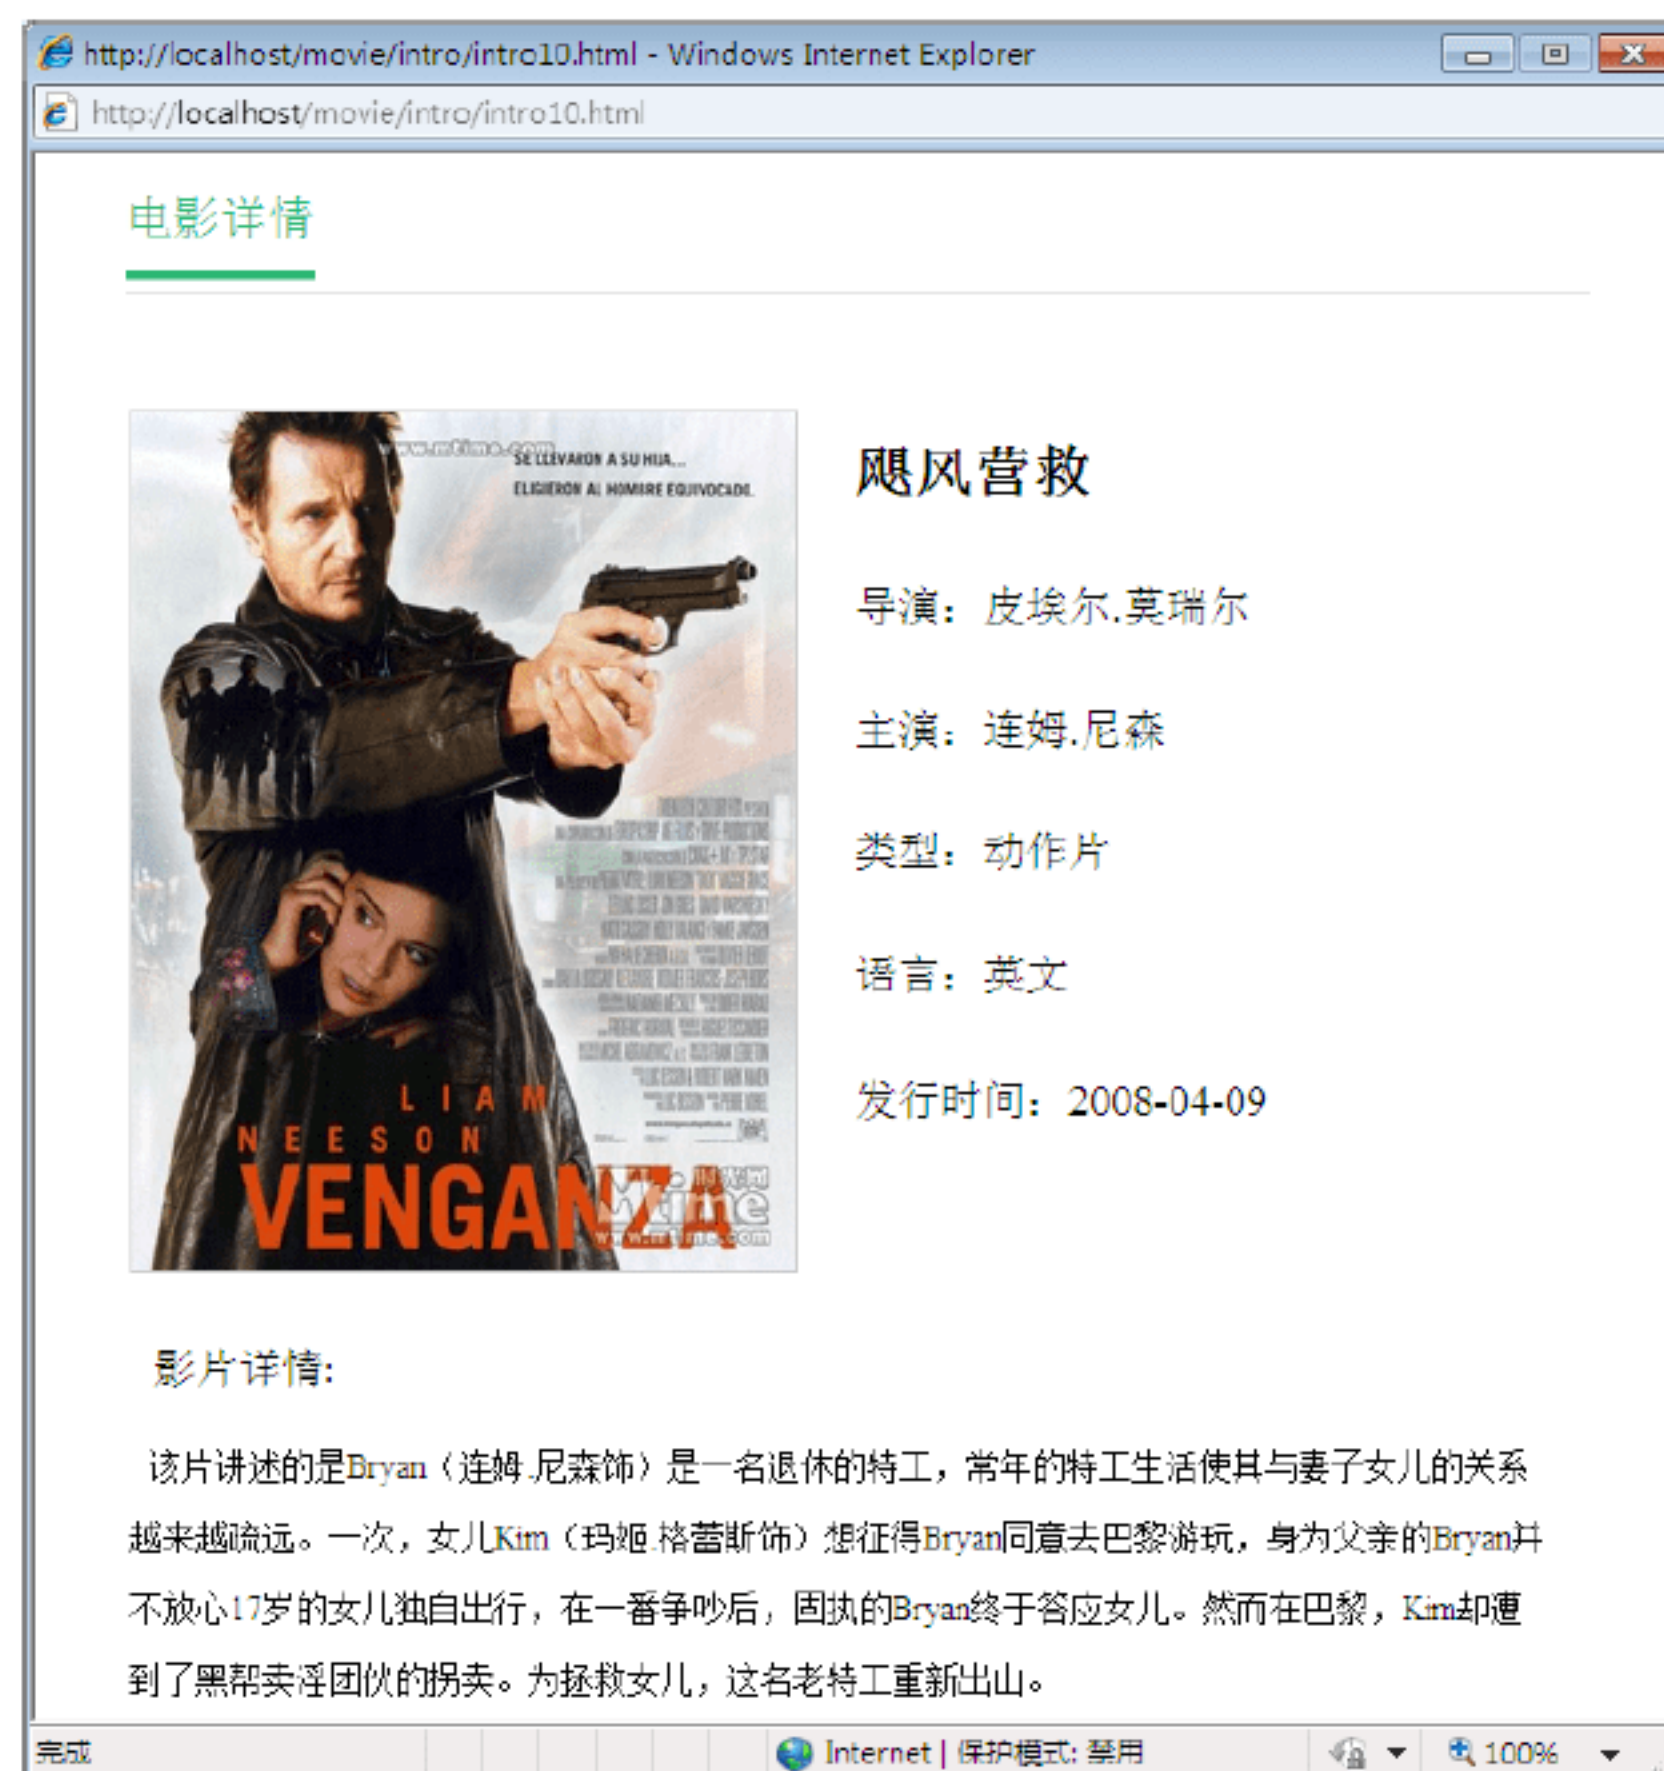 http://localhost/movie/intro/intro10.html - Windows Internet Explorer
http://localhost/movie/intro/intro10.html
电影详情
www.mtime.com
SE LLEVARON A SU HIJA...
ELIGIERON AL HOMBRE EQUIVOCADO.
飓风营救
导演：皮埃尔.莫瑞尔
主演：连姆.尼森
类型：动作片
语言：英文
发行时间：2008-04-09
LIAM
NEESON
VENGANZA
时光网
Mtime
www.mtime.com
影片详情:
该片讲述的是Bryan（连姆.尼森饰）是一名退休的特工，常年的特工生活使其与妻子女儿的关系
越来越疏远。一次，女儿Kim（玛姬.格蕾斯饰）想征得Bryan同意去巴黎游玩，身为父亲的Bryan并
不放心17岁的女儿独自出行，在一番争吵后，固执的Bryan终于答应女儿。然而在巴黎，Kim却遭
到了黑帮卖淫团伙的拐卖。为拯救女儿，这名老特工重新出山。
完成
Internet | 保护模式: 禁用
100%